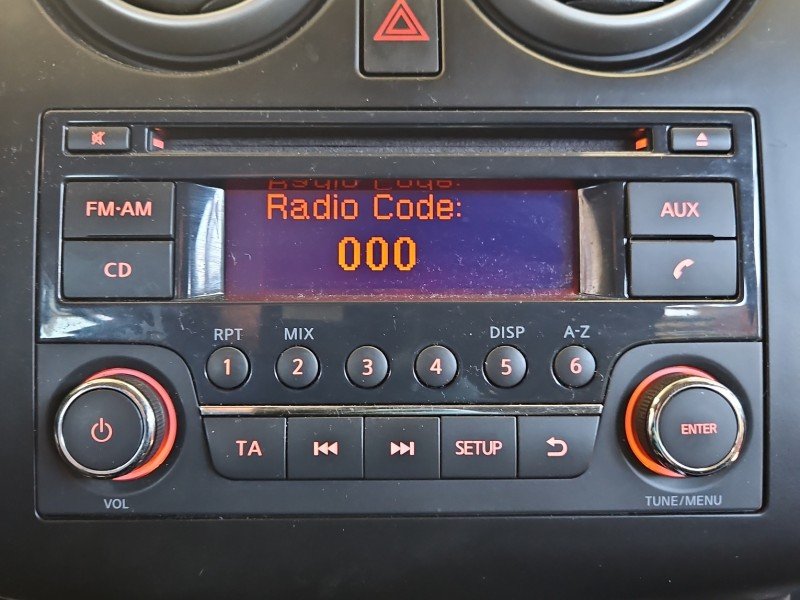 Radio Code:
000
FM·AM
AUX
CD
RPT
MIX
DISP
A-Z
1
2
3
4
5
6
TA
SETUP
ENTER
VOL
TUNE/MENU